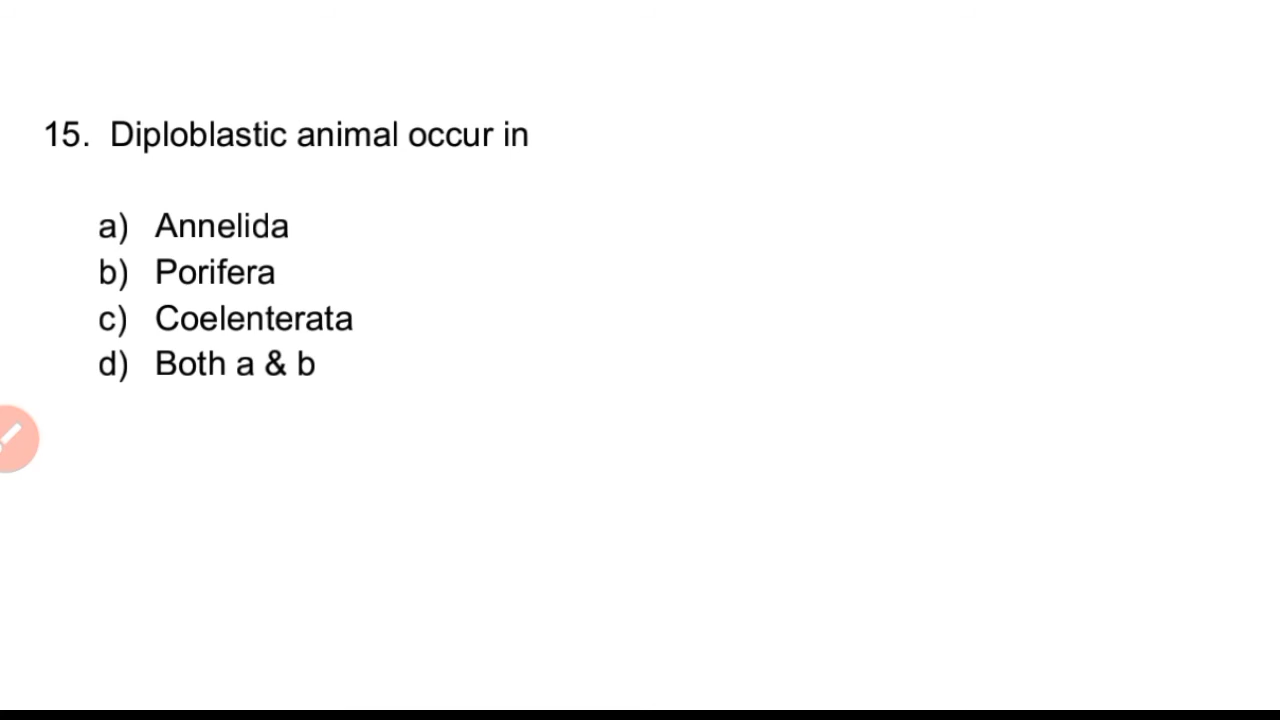 15. Diploblastic animal occur in
a) Annelida
b) Porifera
c) Coelenterata
d) Both a & b